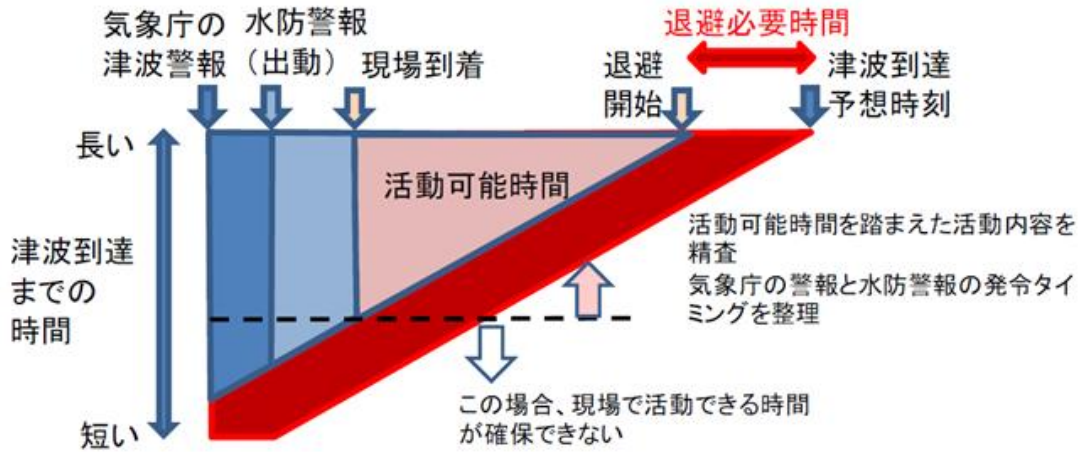 気象庁の
津波警報
水防警報
（出動）
現場到着
退避必要時間
退避
開始
津波到達
予想時刻
長い
活動可能時間
津波到達
までの
時間
活動可能時間を踏まえた活動内容を
精査
気象庁の警報と水防警報の発令タイ
ミングを整理
この場合、現場で活動できる時間
が確保できない
短い